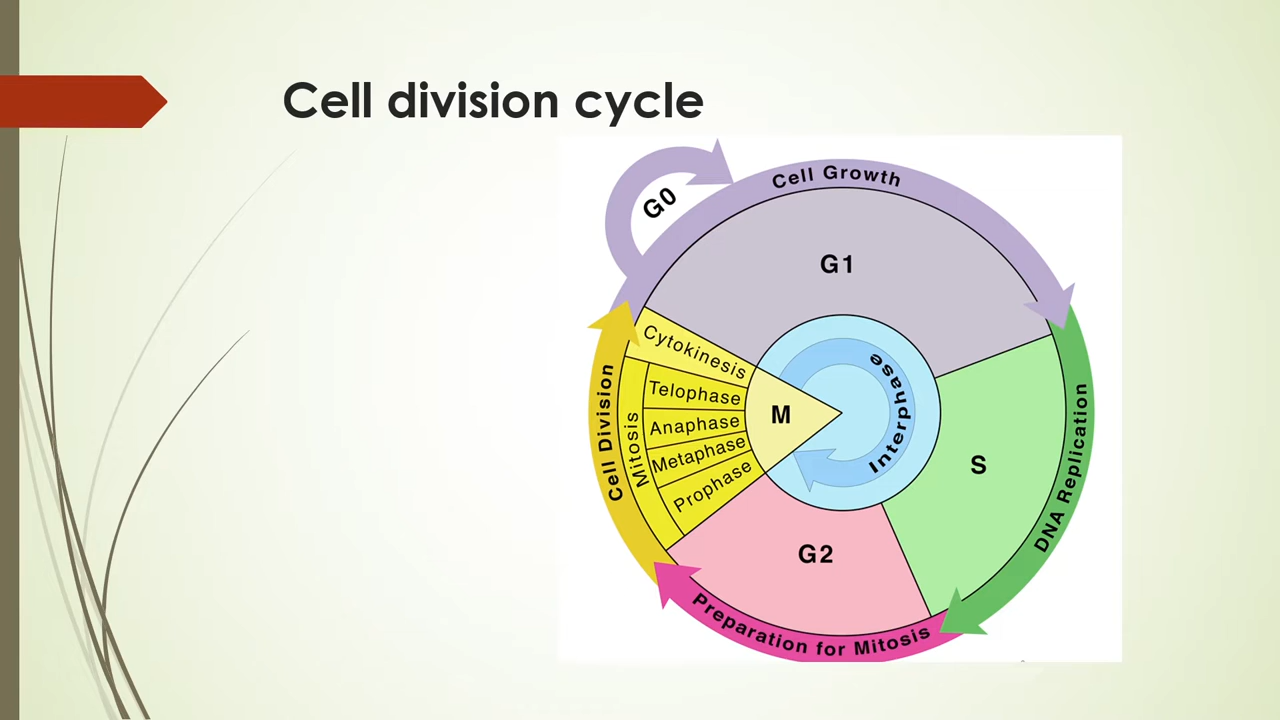 Cell division cycle
G0
Cell Growth
G1
Cytokinesis
Telophase
Anaphase
Metaphase
Prophase
Mitosis
Cell Division
M
Interphase
S
DNA Replication
G2
Preparation for Mitosis